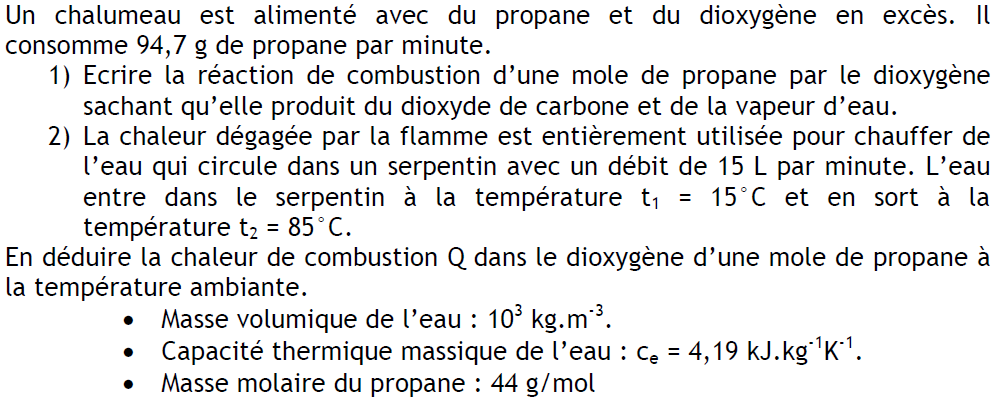 Un chalumeau est alimenté avec du propane et du dioxygène en excès. Il
consomme 94,7 g de propane par minute.
1) Ecrire la réaction de combustion d’une mole de propane par le dioxygène
sachant qu’elle produit du dioxyde de carbone et de la vapeur d’eau.
2) La chaleur dégagée par la flamme est entièrement utilisée pour chauffer de
l’eau qui circule dans un serpentin avec un débit de 15 L par minute. L’eau
entre dans le serpentin à la température t₁ = 15°C et en sort à la
température t₂ = 85°C.
En déduire la chaleur de combustion Q dans le dioxygène d’une mole de propane à
la température ambiante.
• Masse volumique de l’eau : 10³ kg.m⁻³.
• Capacité thermique massique de l’eau : cₑ = 4,19 kJ.kg⁻¹K⁻¹.
• Masse molaire du propane : 44 g/mol